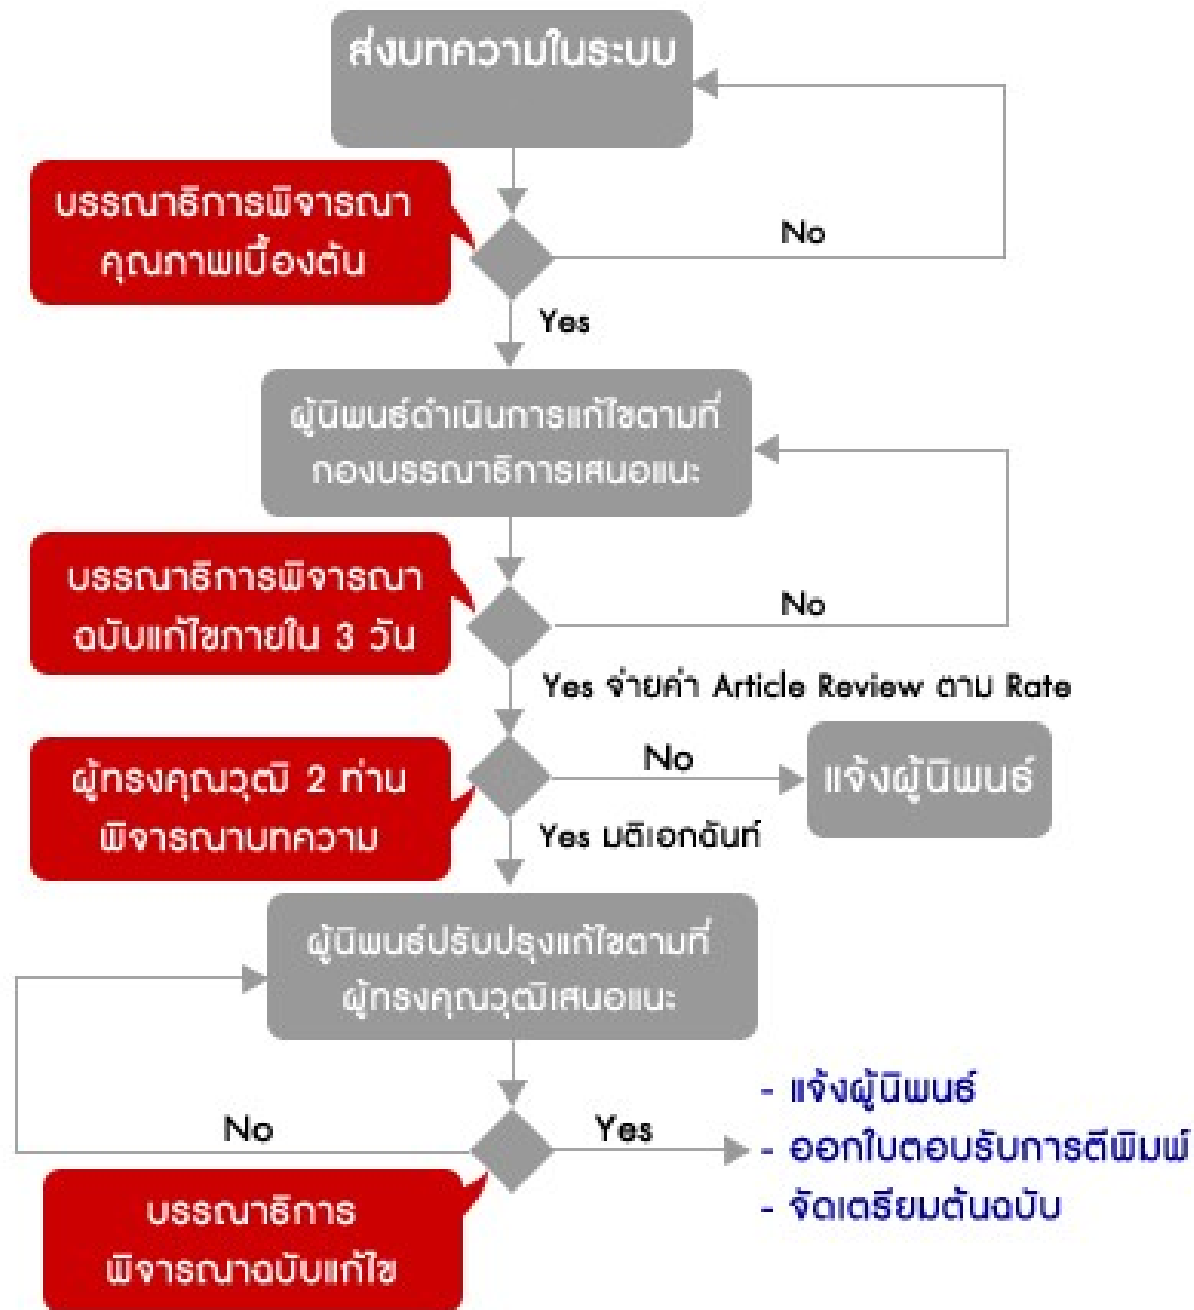 ส่งบทความในระบบ
บรรณาธิการพิจารณา
คุณภาพเบื้องต้น
No
Yes
ผู้นิพนธ์ดำเนินการแก้ไขตามที่
กองบรรณาธิการเสนอแนะ
บรรณาธิการพิจารณา
ฉบับแก้ไขภายใน 3 วัน
No
Yes จ่ายค่า Article Review ตาม Rate
ผู้ทรงคุณวุฒิ 2 ท่าน
พิจารณาบทความ
No
แจ้งผู้นิพนธ์
Yes มติเอกฉันท์
ผู้นิพนธ์ปรับปรุงแก้ไขตามที่
ผู้ทรงคุณวุฒิเสนอแนะ
No
Yes
- แจ้งผู้นิพนธ์
- ออกใบตอบรับการตีพิมพ์
- จัดเตรียมต้นฉบับ
บรรณาธิการ
พิจารณาฉบับแก้ไข